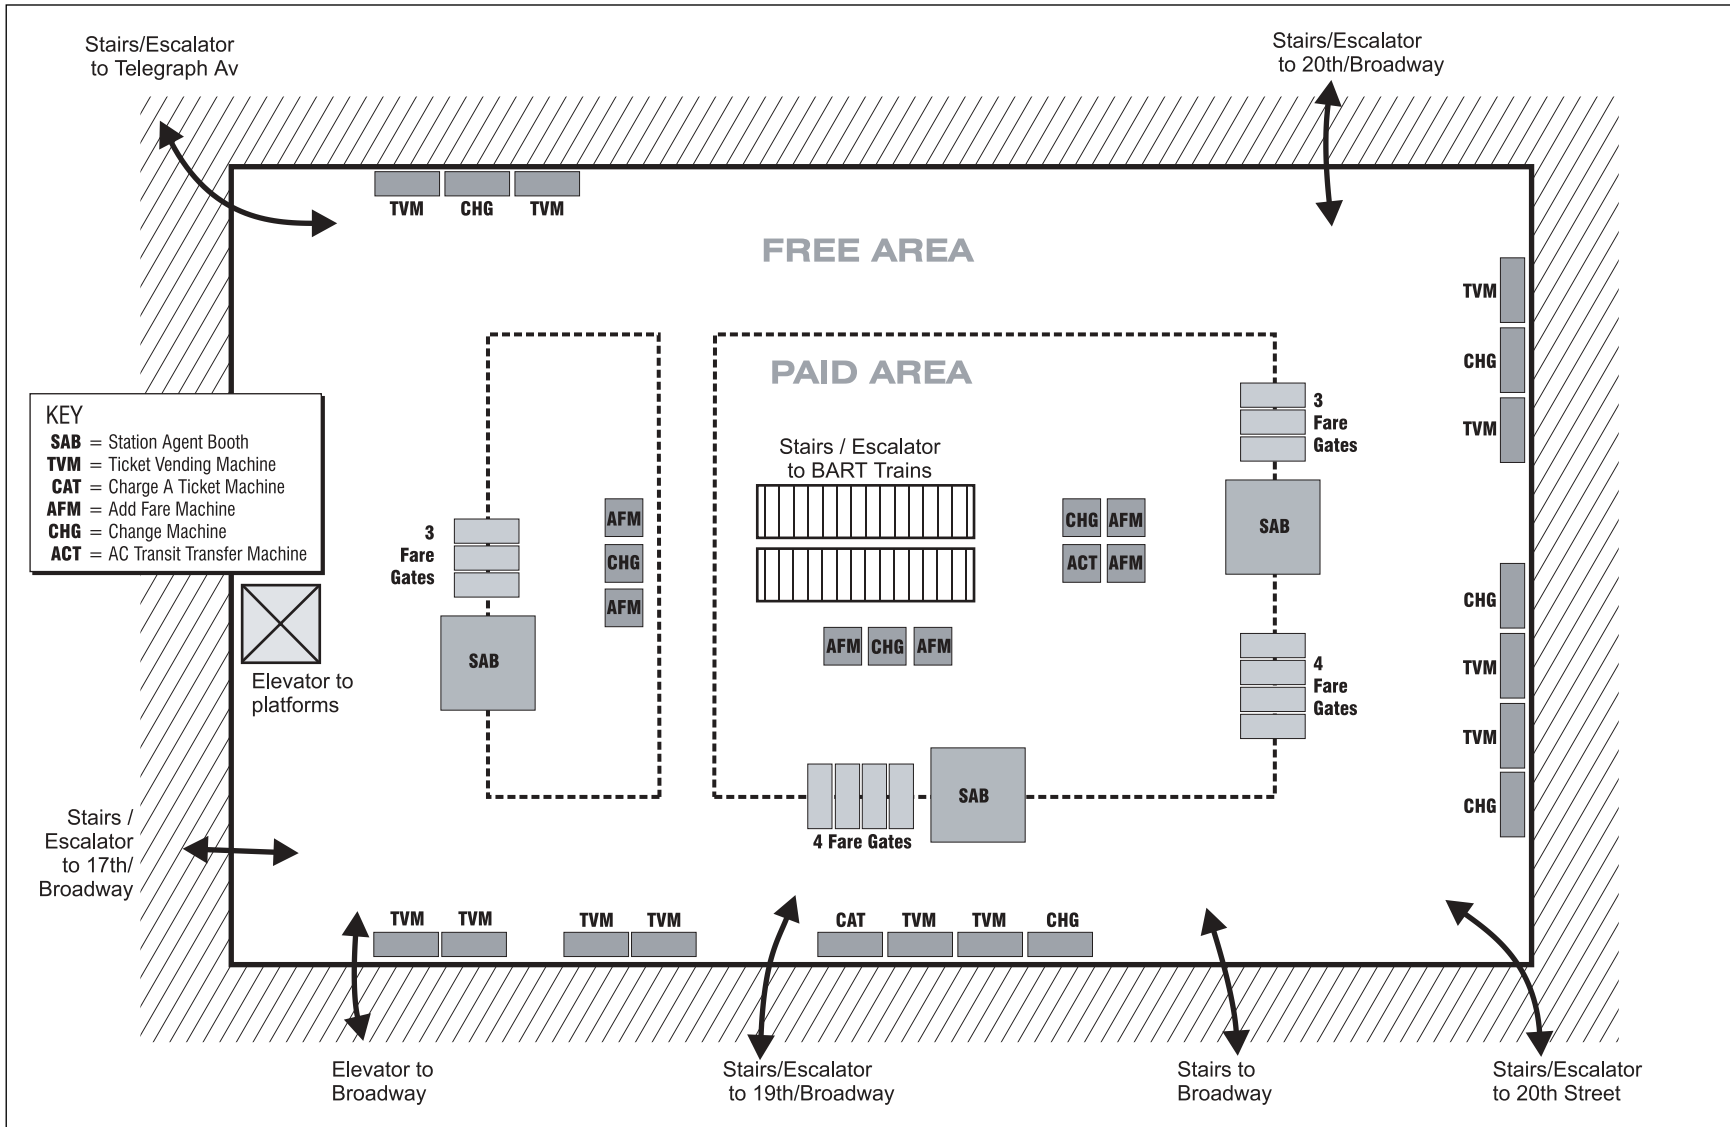 Stairs/Escalator
to Telegraph Av
Stairs/Escalator
to 20th/Broadway
TVM CHG TVM
FREE AREA
TVM
CHG
TVM
PAID AREA
3
Fare
Gates
KEY
SAB = Station Agent Booth
TVM = Ticket Vending Machine
CAT = Charge A Ticket Machine
AFM = Add Fare Machine
CHG = Change Machine
ACT = AC Transit Transfer Machine
Stairs / Escalator
to BART Trains
3
Fare
Gates
AFM
CHG
AFM
CHG AFM
ACT AFM
SAB
SAB
AFM CHG AFM
4
Fare
Gates
CHG
TVM
TVM
CHG
Elevator to
platforms
SAB
4 Fare Gates
Stairs /
Escalator
to 17th/
Broadway
TVM TVM TVM TVM CAT TVM TVM CHG
Elevator to
Broadway
Stairs/Escalator
to 19th/Broadway
Stairs to
Broadway
Stairs/Escalator
to 20th Street